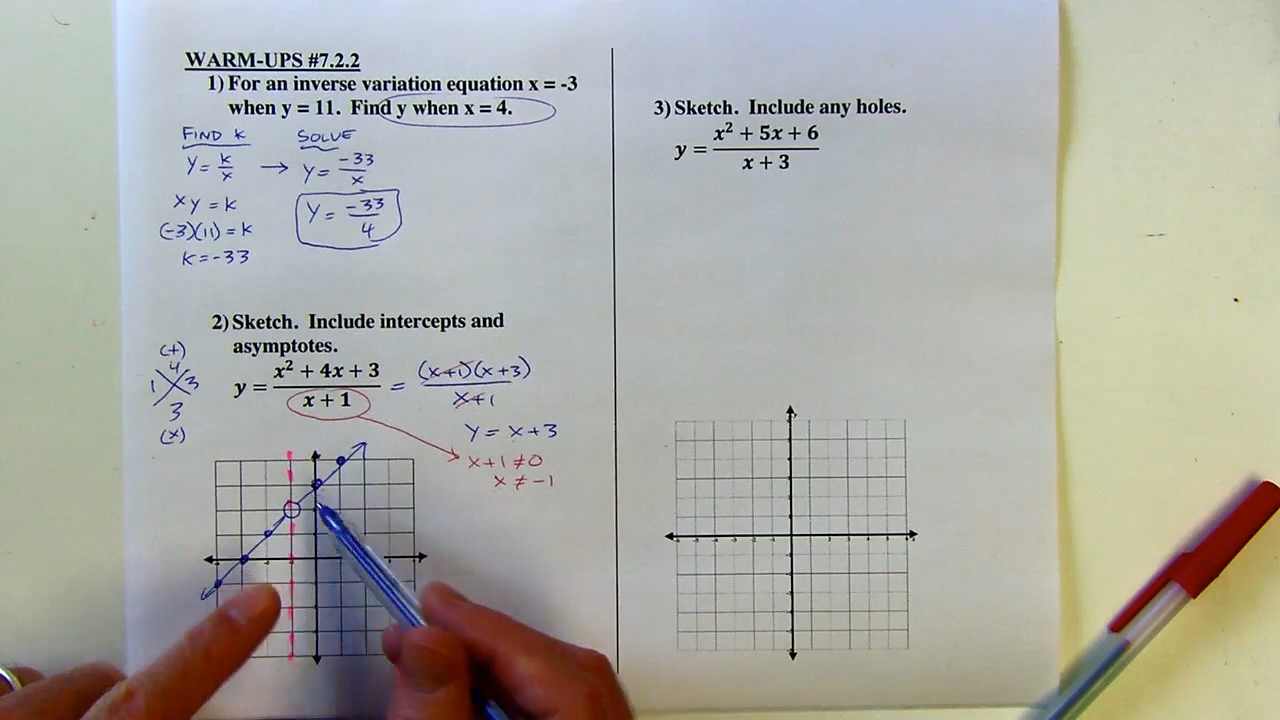 WARM-UPS #7.2.2
1) For an inverse variation equation x = -3
when y = 11. Find y when x = 4.
FIND K
y = k/x
xy = k
(-3)(11) = k
k = -33
→
SOLVE
y = -33/x
y = -33/4
2) Sketch. Include intercepts and
asymptotes.
(+)
4
1 3
3
(x)
y = x² + 4x + 3 / x + 1 = (x+1)(x+3) / x+1
y = x+3
x+1 ≠ 0
x ≠ -1
3) Sketch. Include any holes.
y = x² + 5x + 6 / x + 3